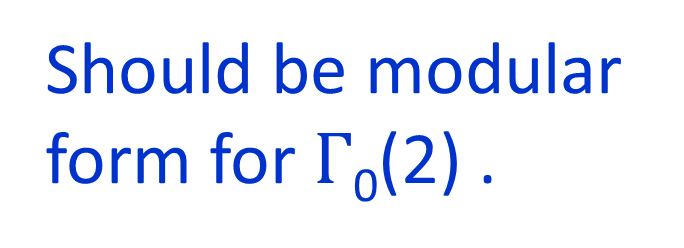 Should be modular
form for Γ₀(2) .